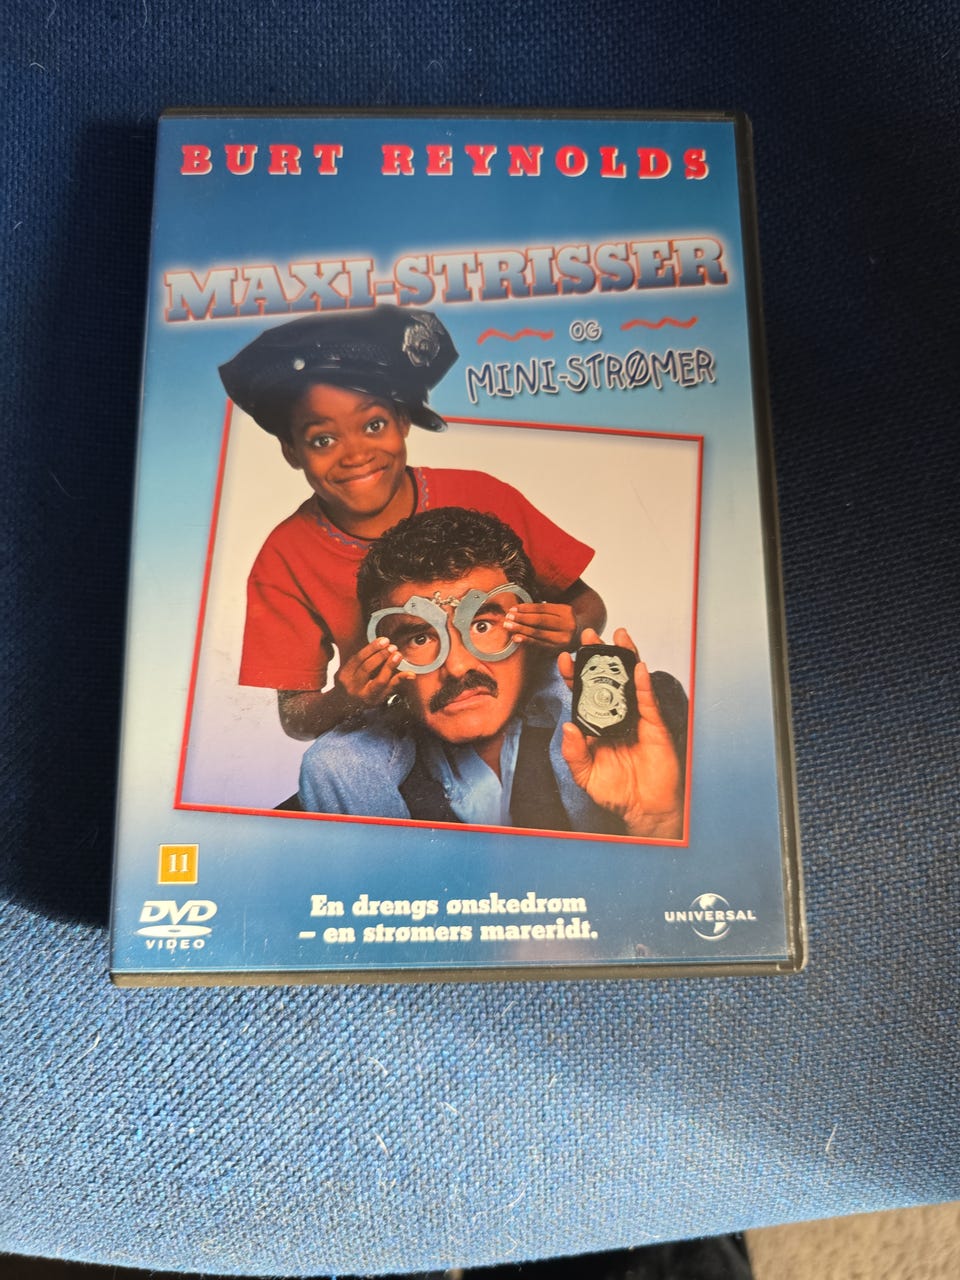 BURT REYNOLDS
MAXI-STRISSER
OG
MINI-STRØMER
11
DVD
VIDEO
En drengs ønskedrøm
– en strømers mareridt.
UNIVERSAL